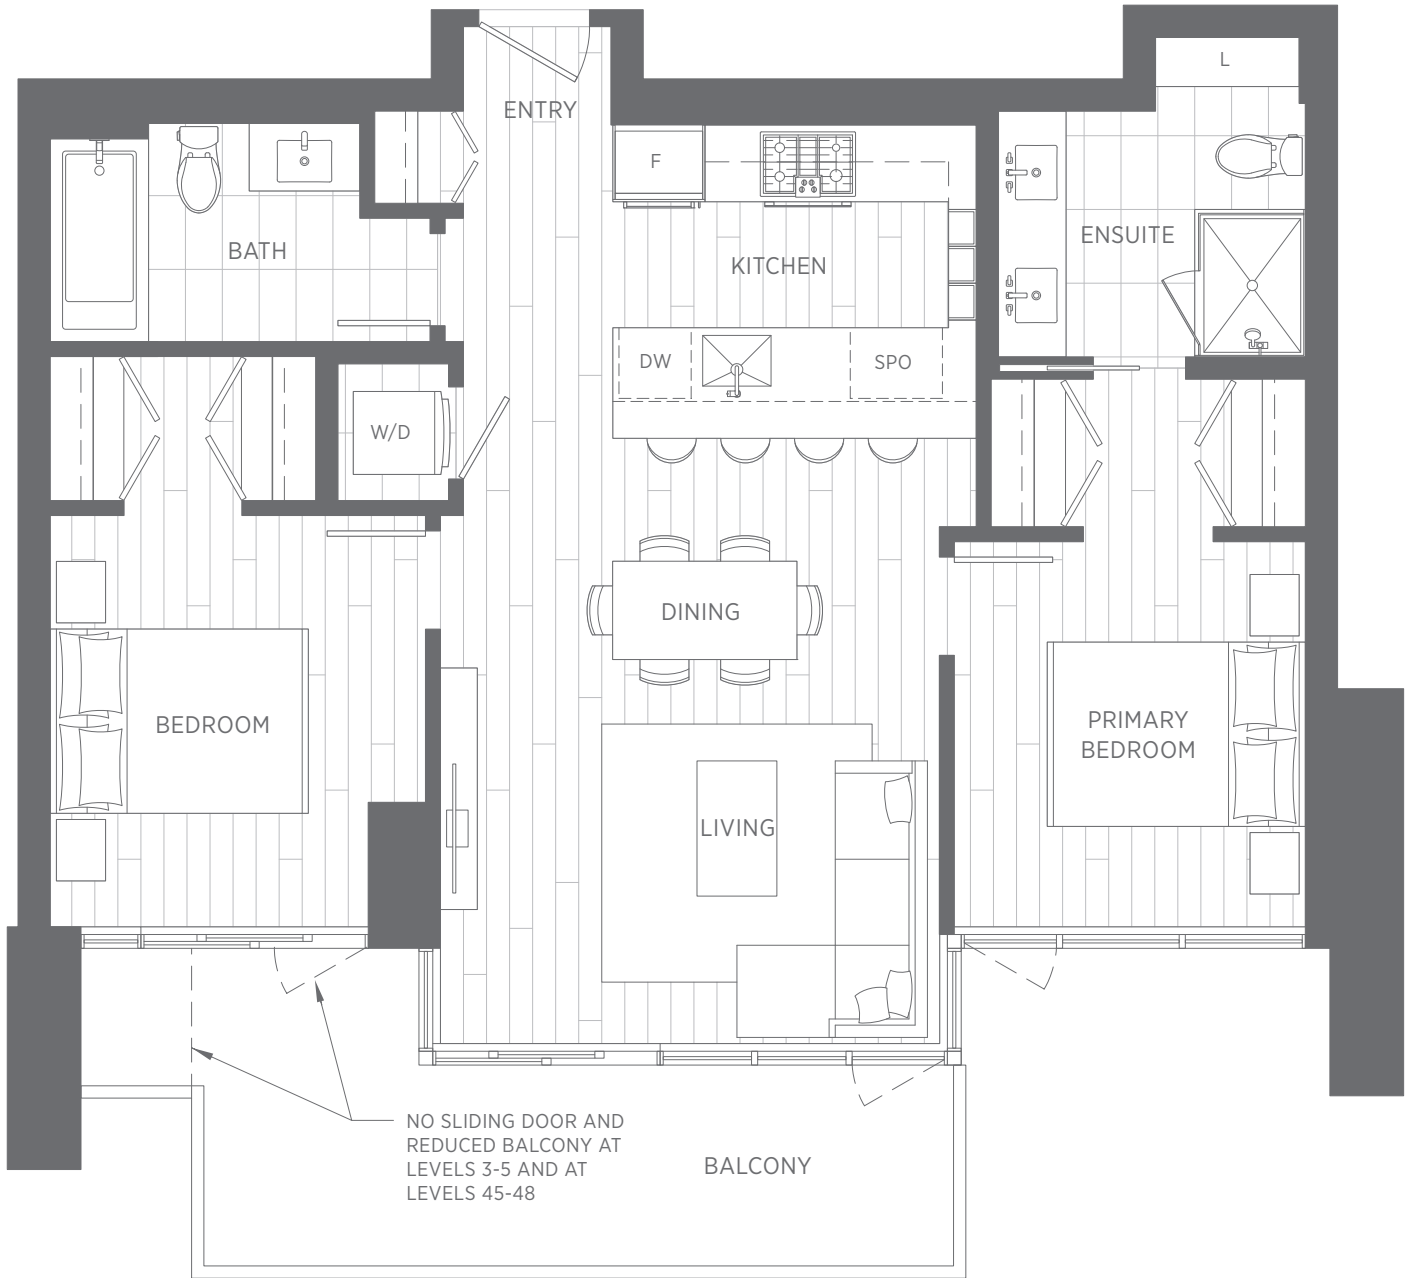 L
ENTRY
F
BATH
ENSUITE
KITCHEN
DW
SPO
W/D
DINING
BEDROOM
PRIMARY
BEDROOM
LIVING
NO SLIDING DOOR AND
REDUCED BALCONY AT
LEVELS 3-5 AND AT
LEVELS 45-48
BALCONY